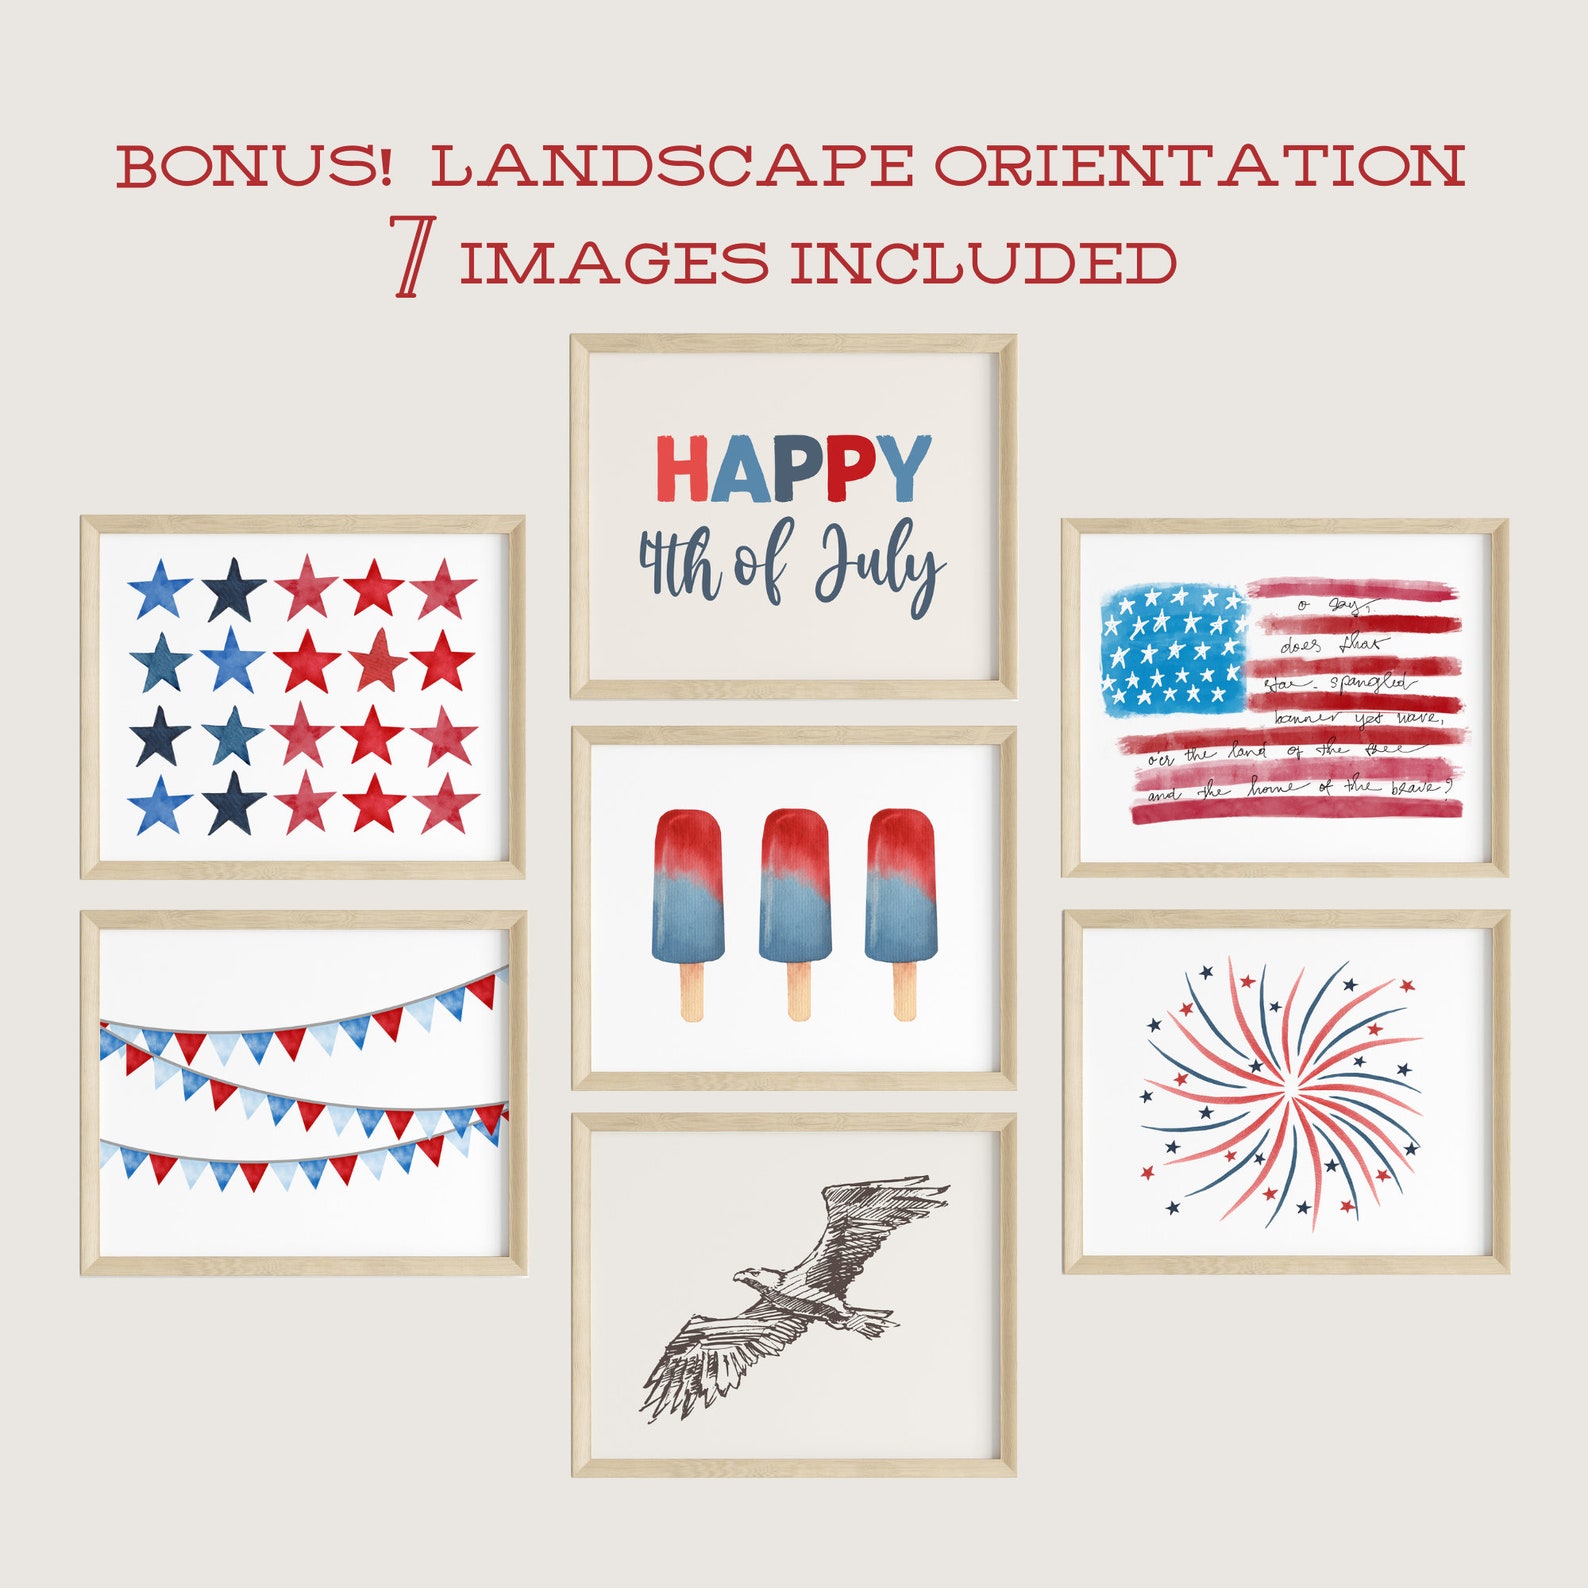 BONUS! LANDSCAPE ORIENTATION
7 IMAGES INCLUDED
HAPPY
4th of July
o say,
does that
star-spangled
banner yet wave,
o'er the land of the free
and the home of the brave?